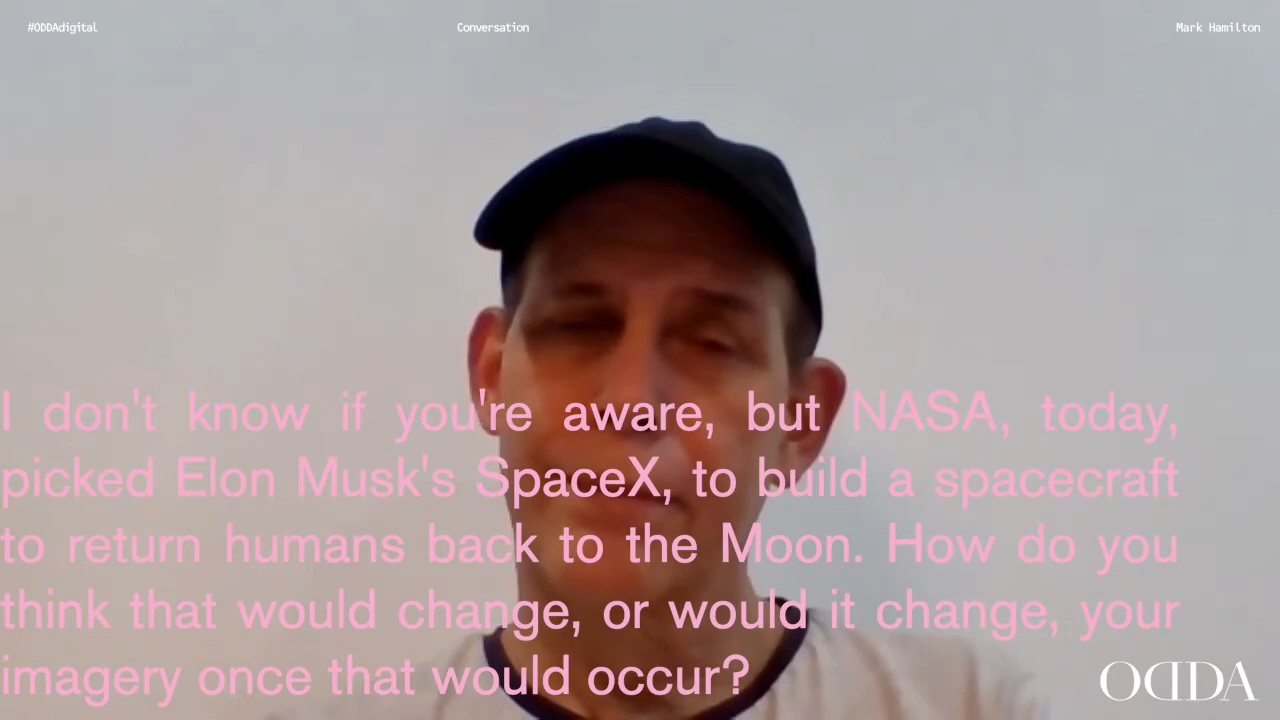 #ODDAdigital
Conversation
Mark Hamilton
I don't know if you're aware, but NASA, today,
picked Elon Musk's SpaceX, to build a spacecraft
to return humans back to the Moon. How do you
think that would change, or would it change, your
imagery once that would occur?
ODDA